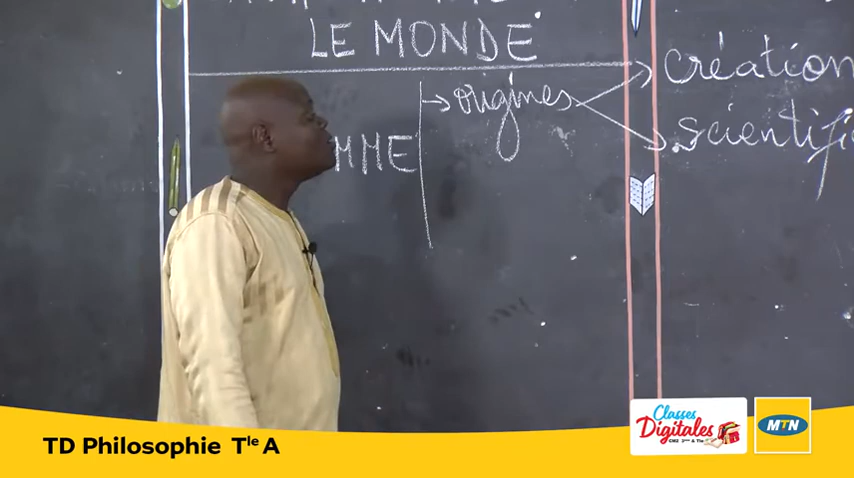 LE MONDE
MME → origines → création
→ scientifi
TD Philosophie Tle A
Classes
Digitales
MTN